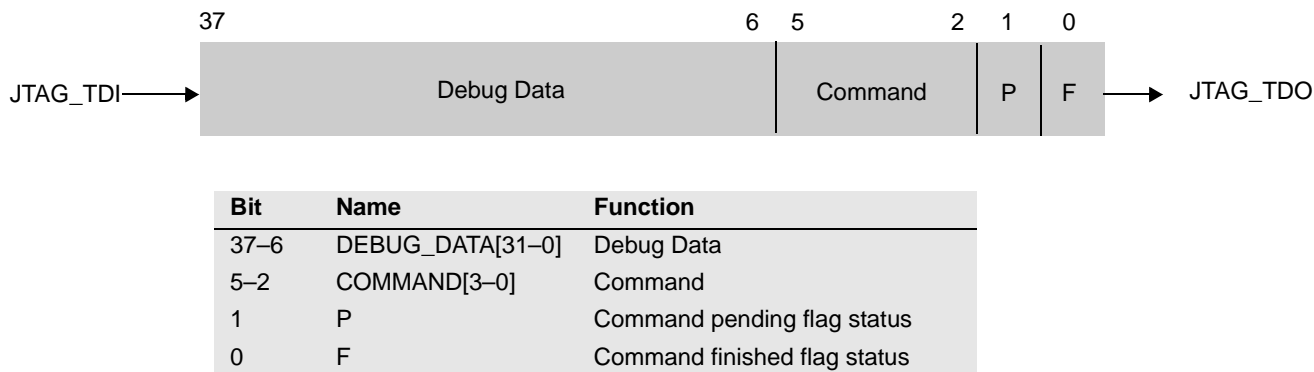 37 6 5 2 1 0
JTAG_TDI Debug Data Command P F JTAG_TDO
Bit Name Function
37–6 DEBUG_DATA[31–0] Debug Data
5–2 COMMAND[3–0] Command
1 P Command pending flag status
0 F Command finished flag status